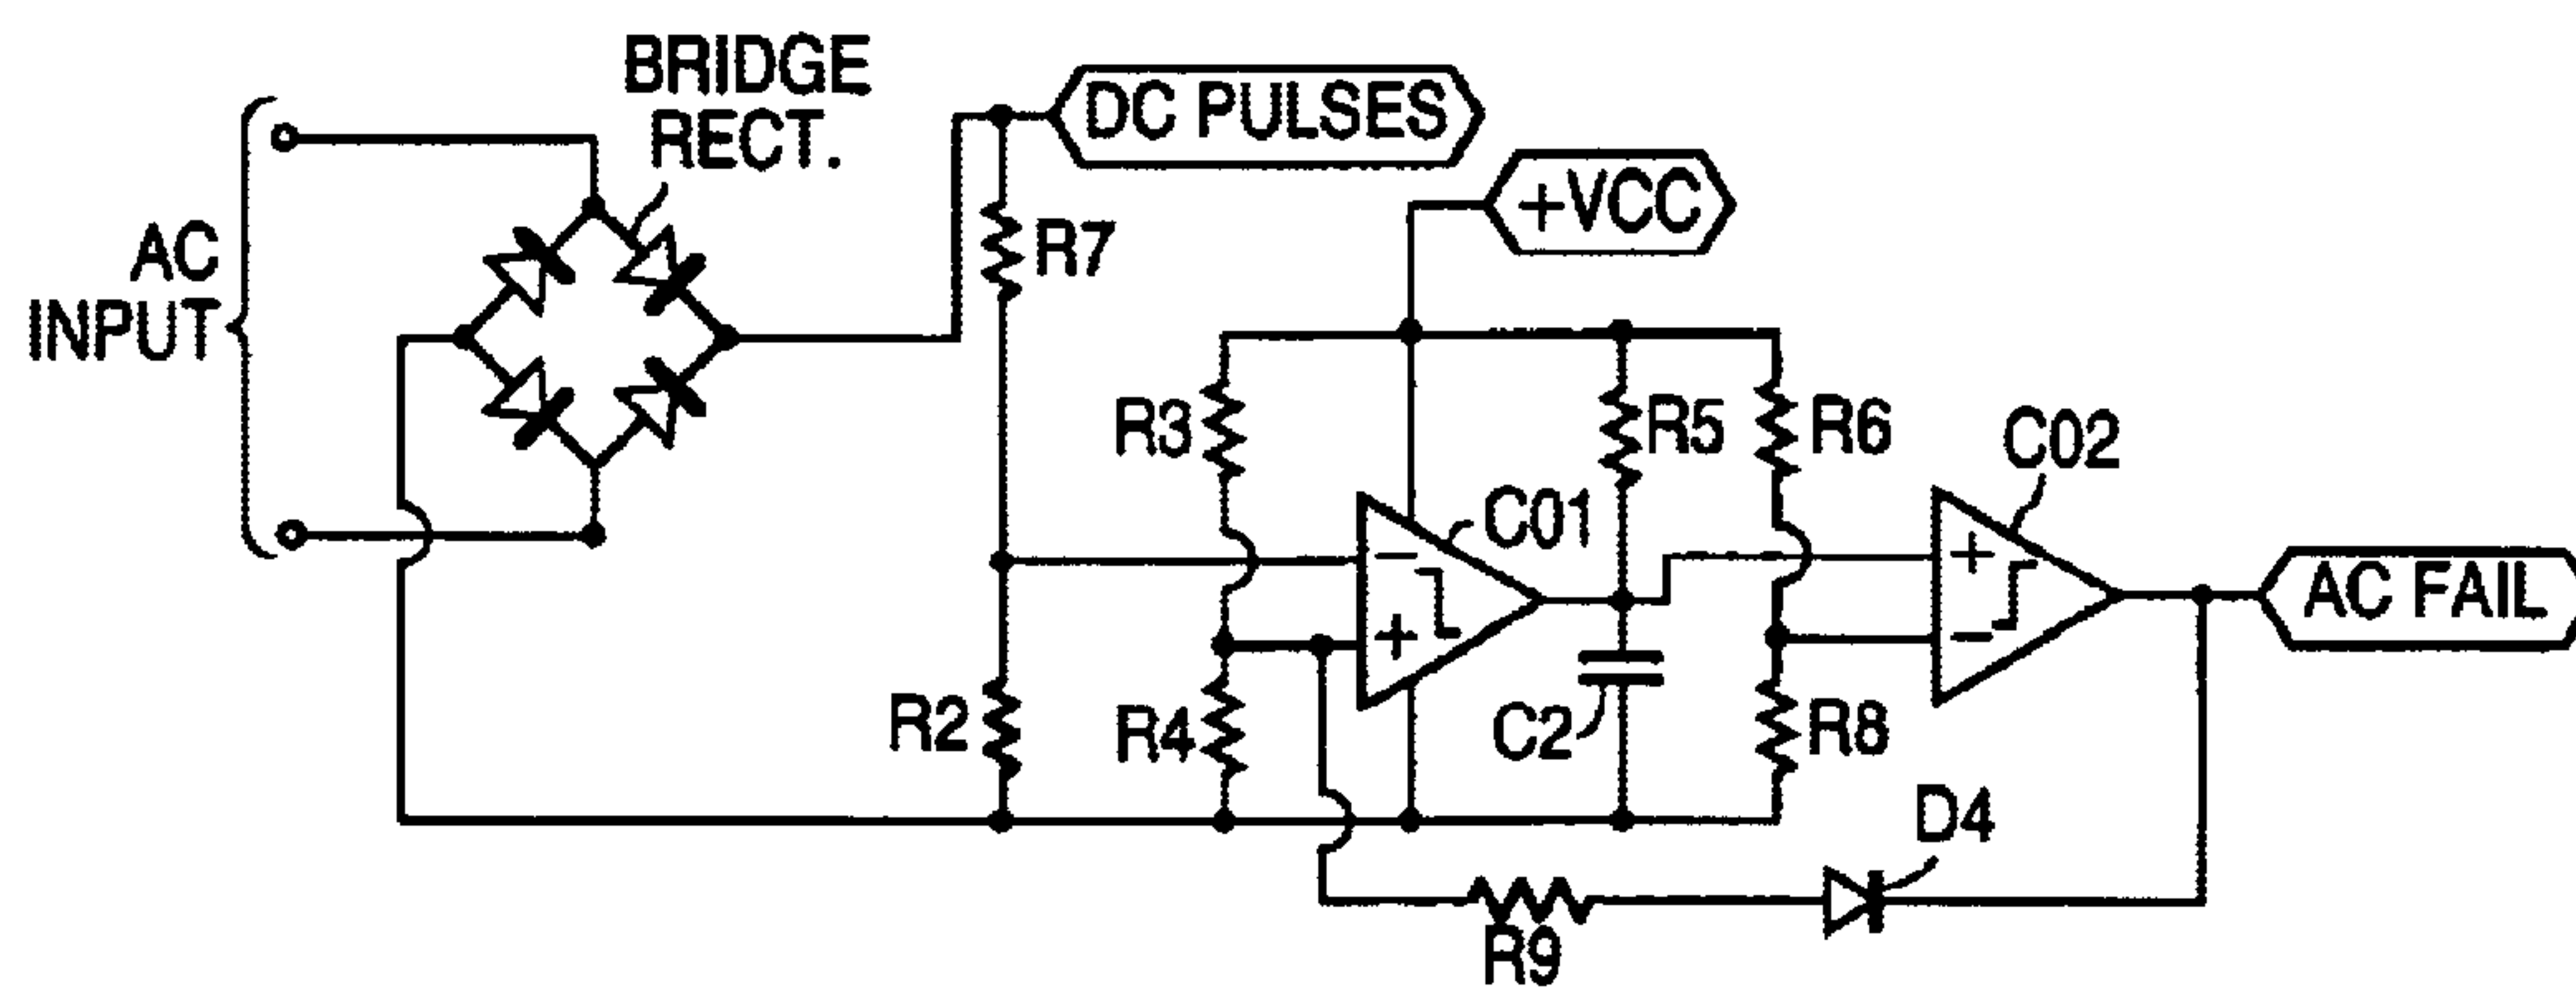 BRIDGE
RECT.
DC PULSES
+VCC
AC
INPUT
R7
R3
R5
R6
C02
C01
−
+
+
−
AC FAIL
R2
R4
C2
R8
D4
R9